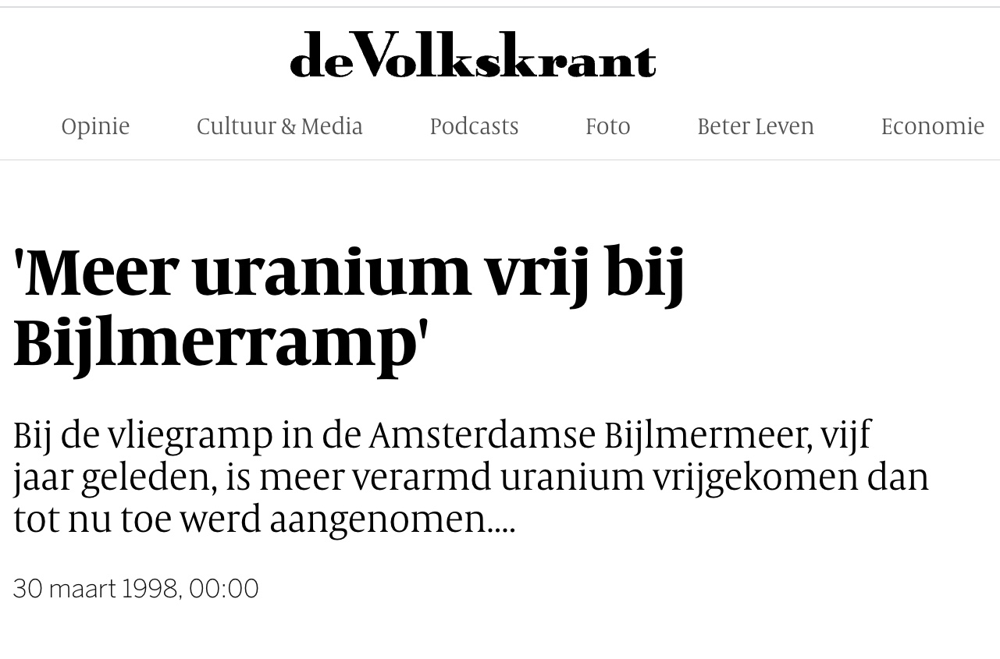 de Volkskrant
Opinie Cultuur & Media Podcasts Foto Beter Leven Economie
'Meer uranium vrij bij
Bijlmerramp'
Bij de vliegramp in de Amsterdamse Bijlmermeer, vijf
jaar geleden, is meer verarmd uranium vrijgekomen dan
tot nu toe werd aangenomen....
30 maart 1998, 00:00